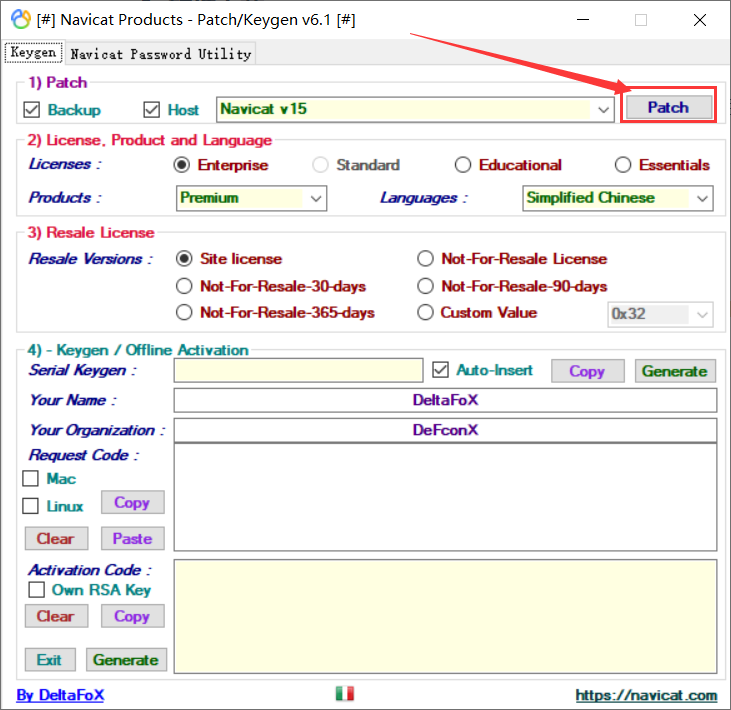 [#] Navicat Products - Patch/Keygen v6.1 [#]
Keygen Navicat Password Utility
1) Patch
Backup Host Navicat v15 Patch
2) License, Product and Language
Licenses : Enterprise Standard Educational Essentials
Products : Premium Languages : Simplified Chinese
3) Resale License
Resale Versions : Site license Not-For-Resale License
Not-For-Resale-30-days Not-For-Resale-90-days
Not-For-Resale-365-days Custom Value 0x32
4) - Keygen / Offline Activation
Serial Keygen : Auto-Insert Copy Generate
Your Name : DeltaFoX
Your Organization : DeFconX
Request Code :
Mac
Linux Copy
Clear Paste
Activation Code :
Own RSA Key
Clear Copy
Exit Generate
By DeltaFoX https://navicat.com